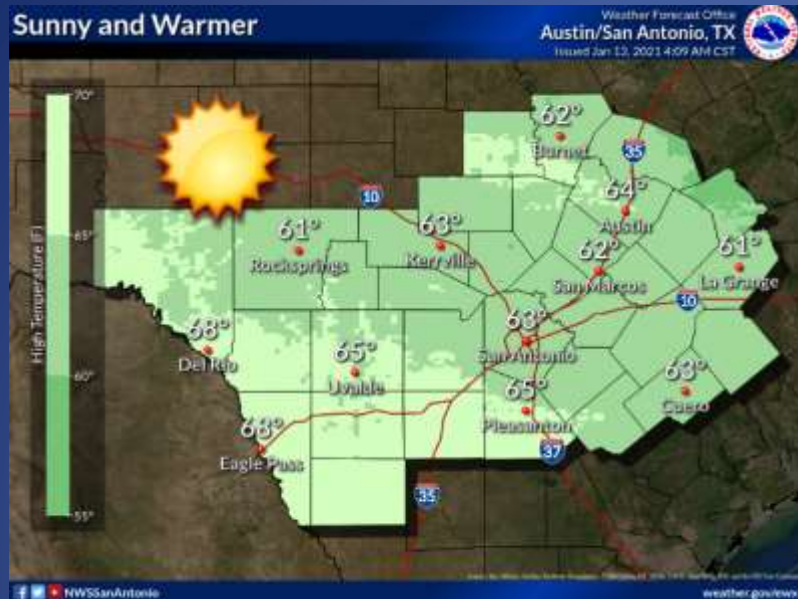 Sunny and Warmer
Weather Forecast Office
Austin/San Antonio, TX
Issued Jan 13, 2021 4:09 AM CST
70°
65°
60°
55°
High Temperature (F)
62°
Burnet
35
10
64°
Austin
61°
Rocksprings
63°
Kerrville
62°
San Marcos
61°
La Grange
10
68°
Del Rio
65°
Uvalde
63°
San Antonio
65°
Pleasanton
63°
Cuero
68°
Eagle Pass
37
35
NWSSanAntonio
weather.gov/ewx